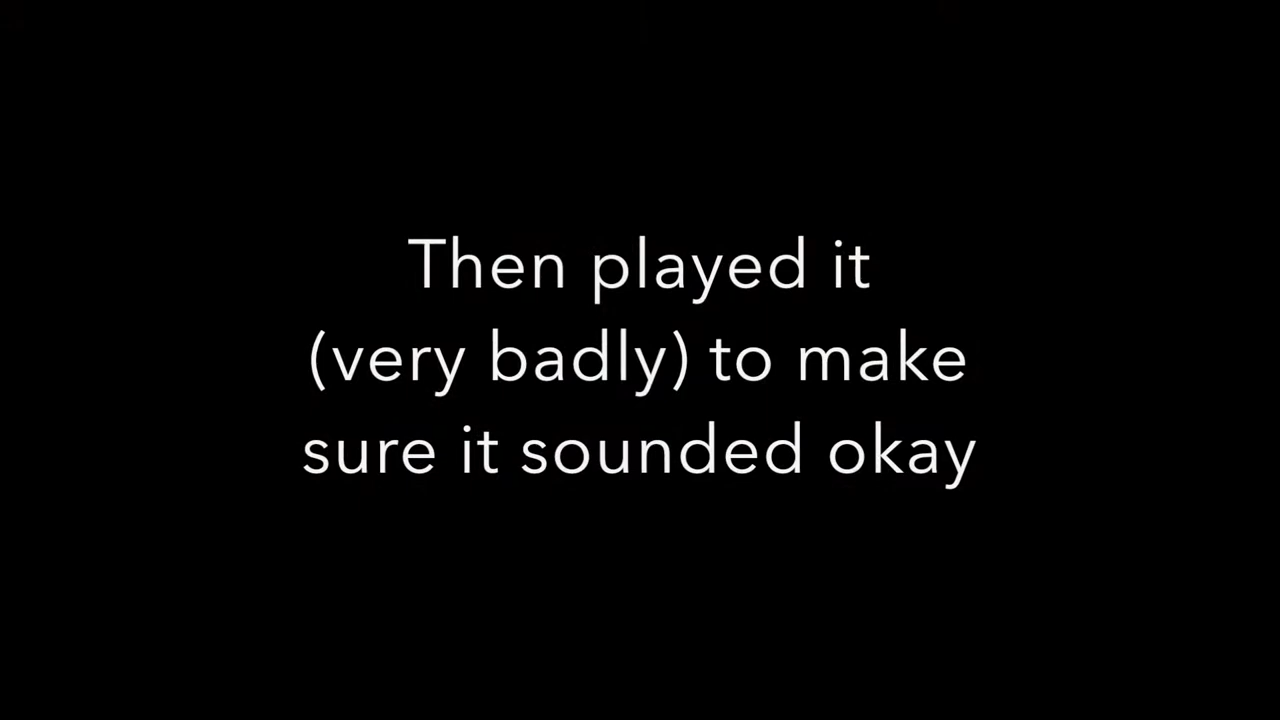 Then played it
(very badly) to make
sure it sounded okay